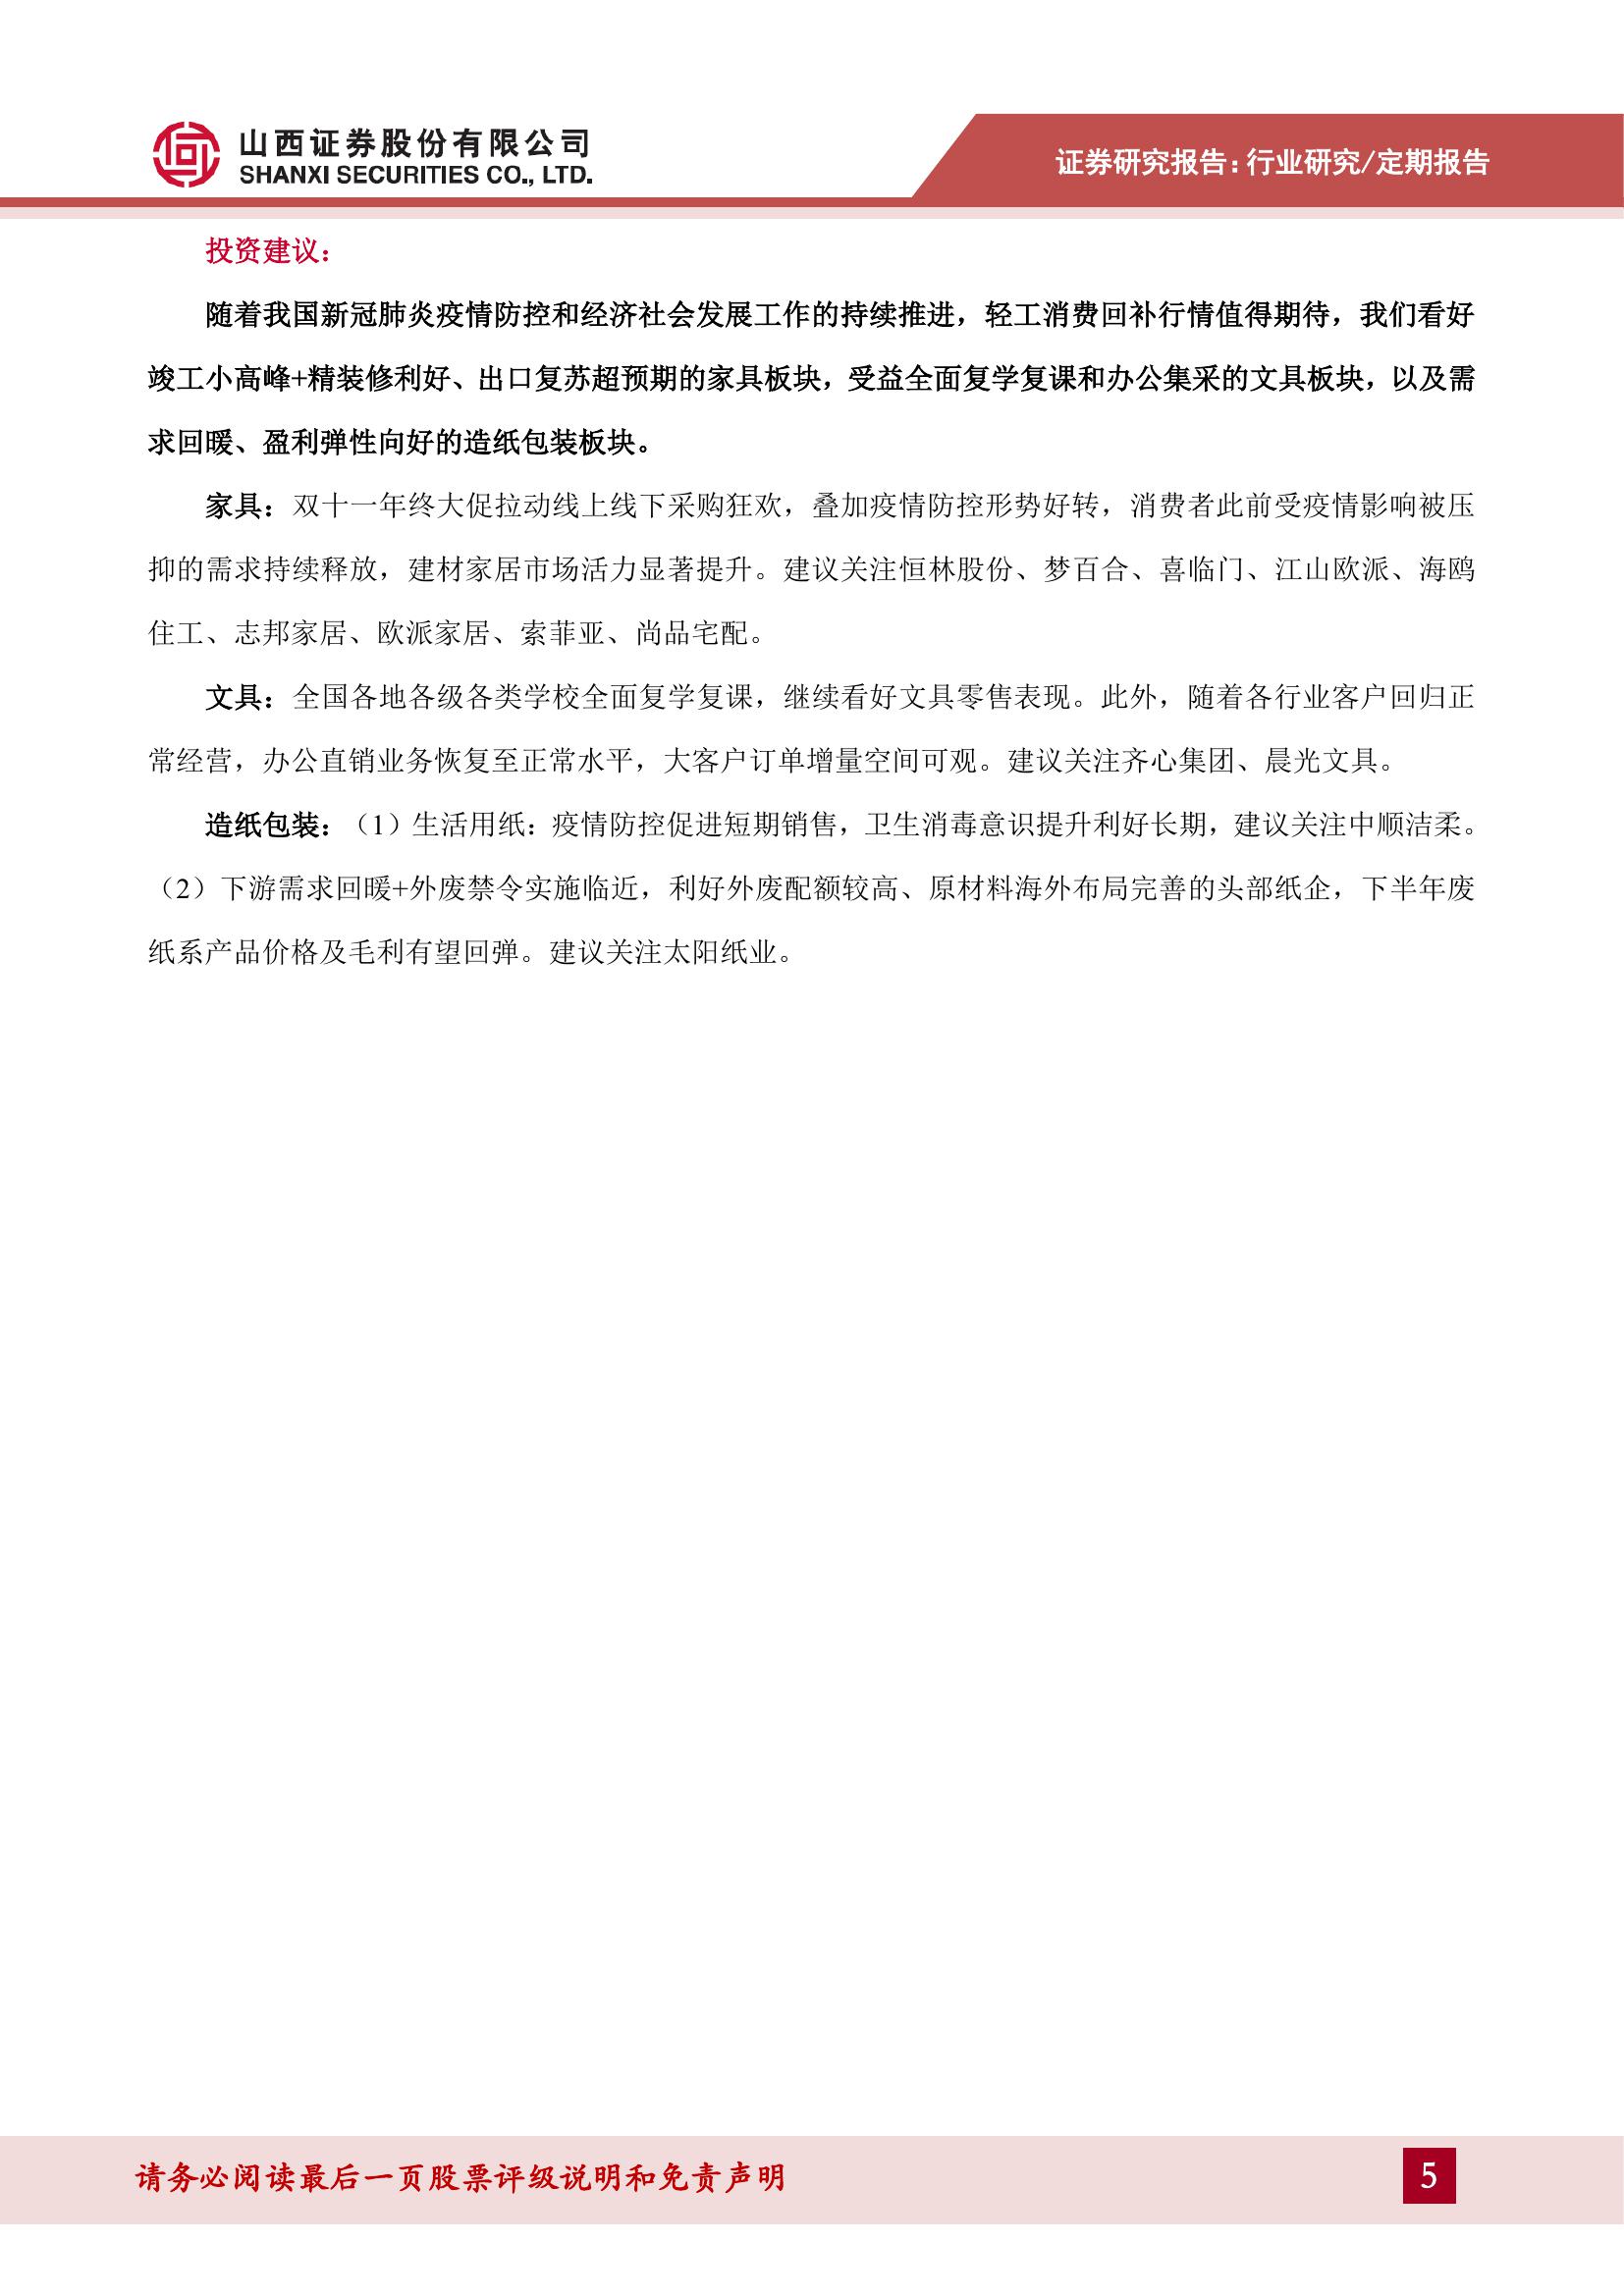 山西证券股份有限公司
SHANXI SECURITIES CO., LTD.
证券研究报告：行业研究/定期报告
投资建议：
随着我国新冠肺炎疫情防控和经济社会发展工作的持续推进，轻工消费回补行情值得期待，我们看好
竣工小高峰+精装修利好、出口复苏超预期的家具板块，受益全面复学复课和办公集采的文具板块，以及需
求回暖、盈利弹性向好的造纸包装板块。
家具：双十一年终大促拉动线上线下采购狂欢，叠加疫情防控形势好转，消费者此前受疫情影响被压
抑的需求持续释放，建材家居市场活力显著提升。建议关注恒林股份、梦百合、喜临门、江山欧派、海鸥
住工、志邦家居、欧派家居、索菲亚、尚品宅配。
文具：全国各地各级各类学校全面复学复课，继续看好文具零售表现。此外，随着各行业客户回归正
常经营，办公直销业务恢复至正常水平，大客户订单增量空间可观。建议关注齐心集团、晨光文具。
造纸包装：（1）生活用纸：疫情防控促进短期销售，卫生消毒意识提升利好长期，建议关注中顺洁柔。
（2）下游需求回暖+外废禁令实施临近，利好外废配额较高、原材料海外布局完善的头部纸企，下半年废
纸系产品价格及毛利有望回弹。建议关注太阳纸业。
请务必阅读最后一页股票评级说明和免责声明
5